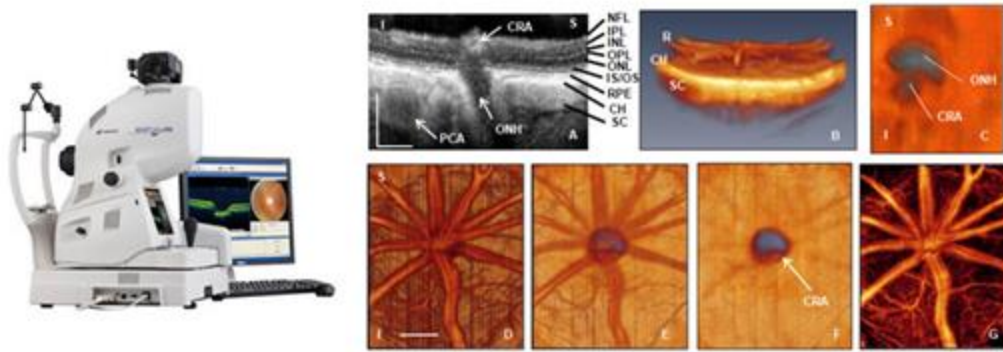 I
S
CRA
NFL
IPL
INL
OPL
ONL
IS/OS
RPE
CH
SC
PCA
ONH
A
R
CH
SC
B
S
ONH
CRA
I
C
S
I
D
E
CRA
F
G